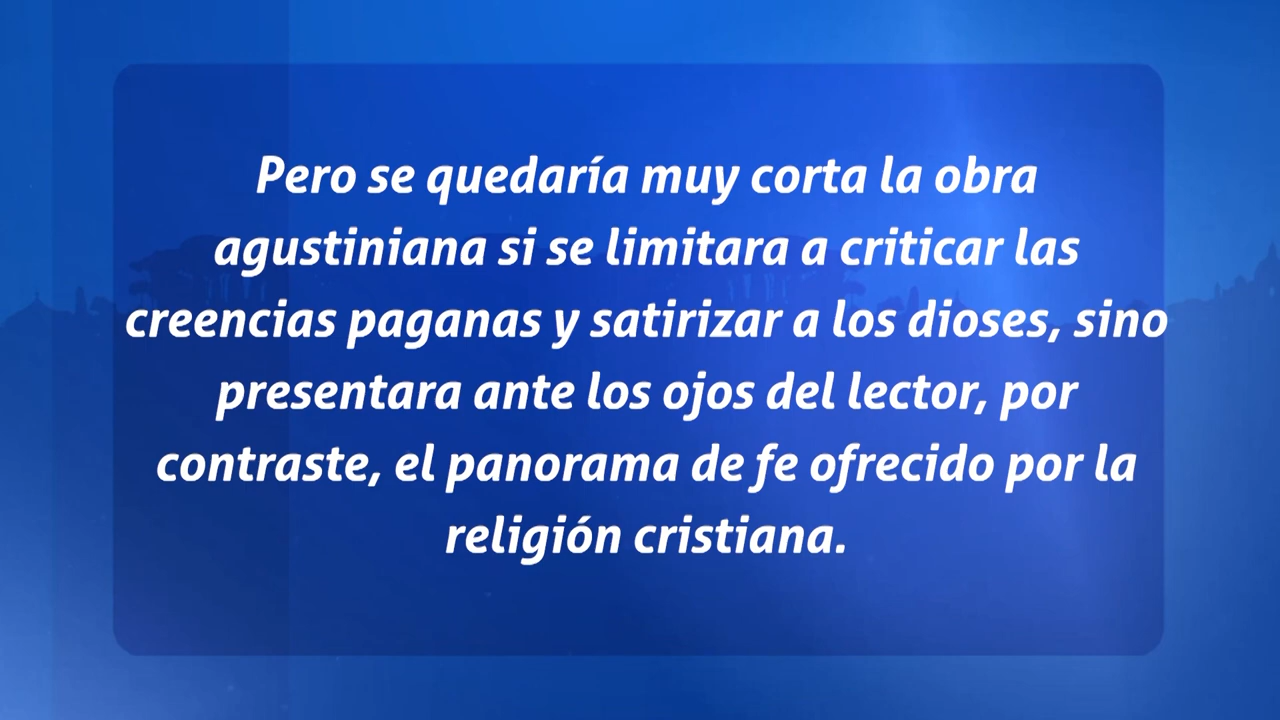 Pero se quedaría muy corta la obra
agustiniana si se limitara a criticar las
creencias paganas y satirizar a los dioses, sino
presentara ante los ojos del lector, por
contraste, el panorama de fe ofrecido por la
religión cristiana.